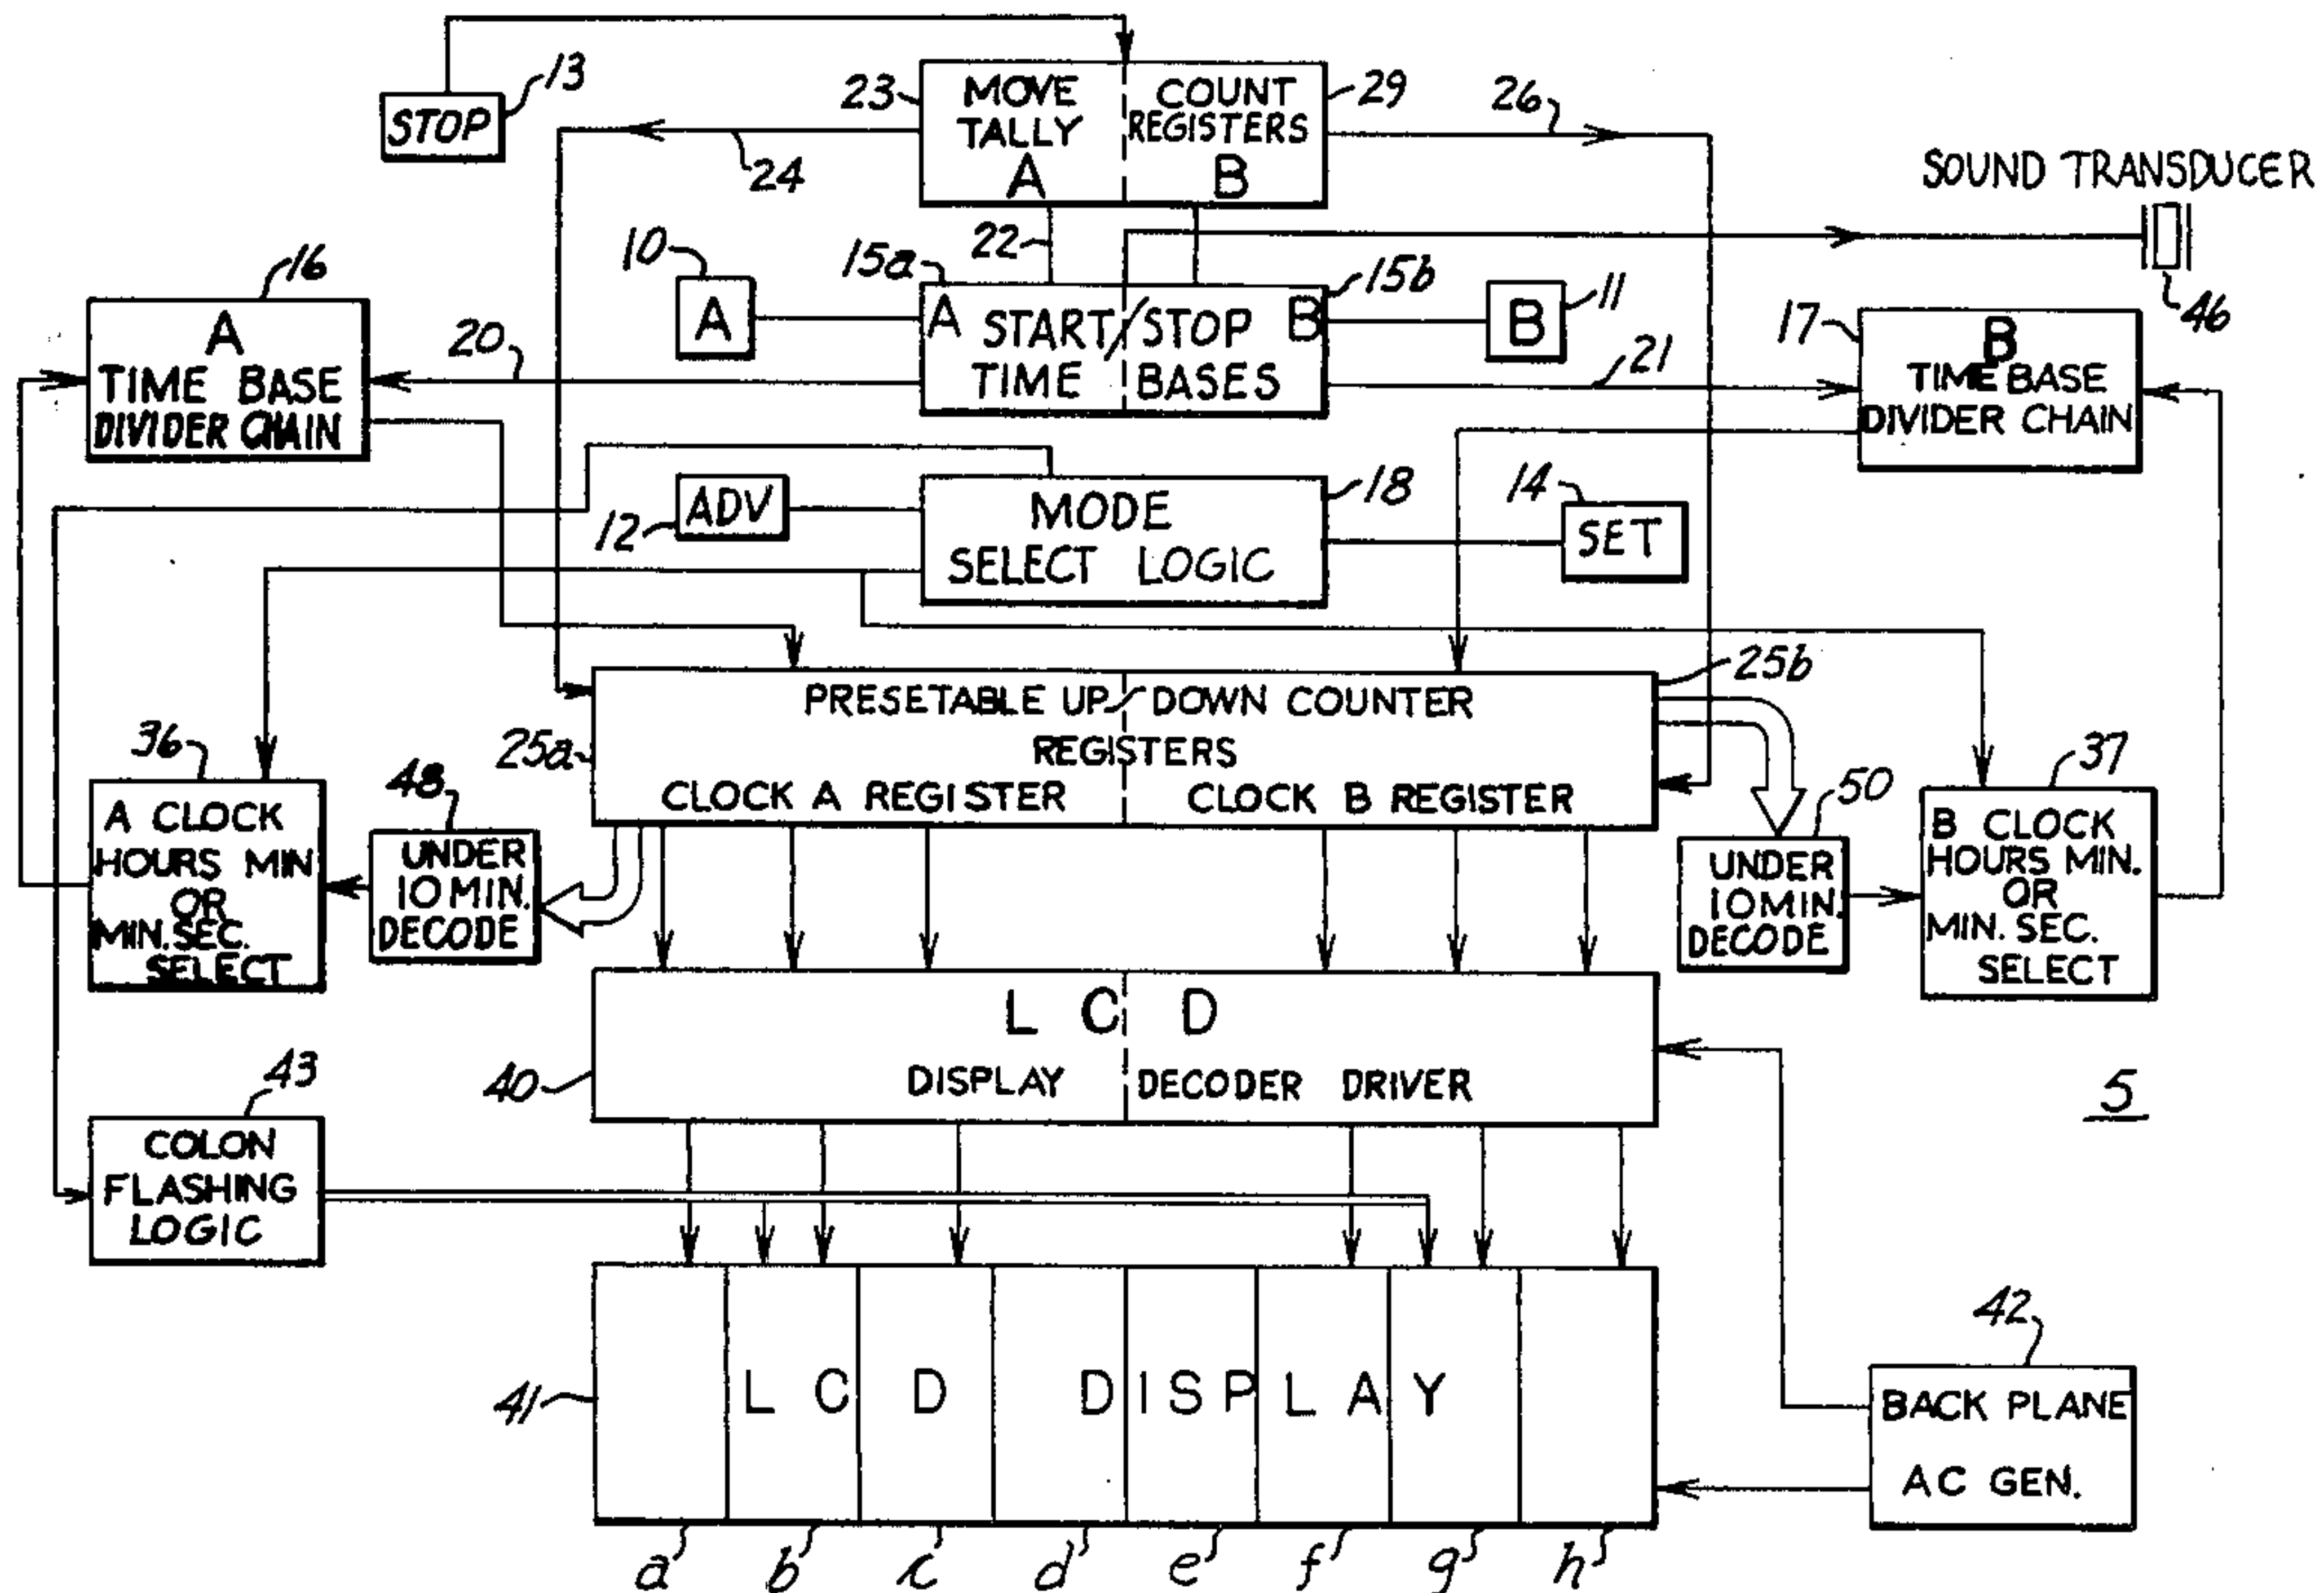 13
STOP
23
MOVE TALLY A
COUNT REGISTERS B
29
26
24
SOUND TRANSDUCER
46
22
10
A
15a
A START/STOP B
TIME BASES
15b
B
11
16
A
TIME BASE
DIVIDER CHAIN
20
21
17
B
TIME BASE
DIVIDER CHAIN
12
ADV
MODE
SELECT LOGIC
18
14
SET
25a
PRESETABLE UP/DOWN COUNTER
REGISTERS
CLOCK A REGISTER CLOCK B REGISTER
25b
36
A CLOCK
HOURS MIN
OR
MIN. SEC.
SELECT
48
UNDER
10 MIN.
DECODE
50
UNDER
10 MIN.
DECODE
37
B CLOCK
HOURS MIN.
OR
MIN. SEC.
SELECT
40
LCD
DISPLAY DECODER DRIVER
5
43
COLON
FLASHING
LOGIC
41
LCD DISPLAY
42
BACK PLANE
AC GEN.
a b c d e f g h